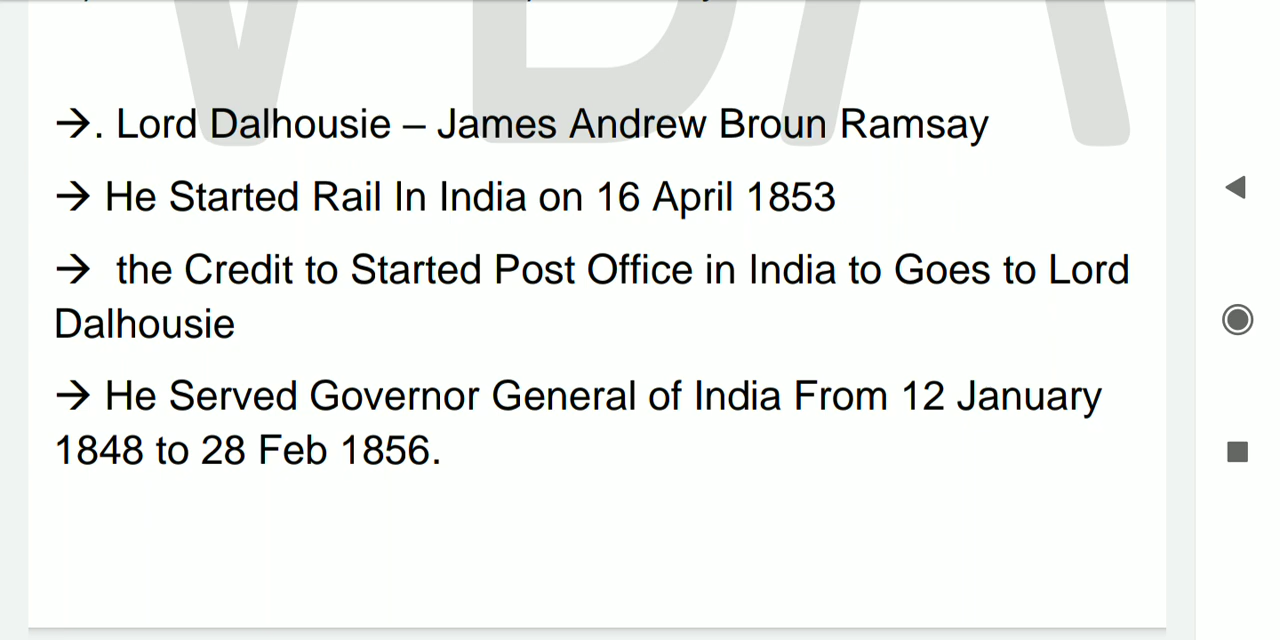 →. Lord Dalhousie – James Andrew Broun Ramsay
→ He Started Rail In India on 16 April 1853
→ the Credit to Started Post Office in India to Goes to Lord
Dalhousie
→ He Served Governor General of India From 12 January
1848 to 28 Feb 1856.